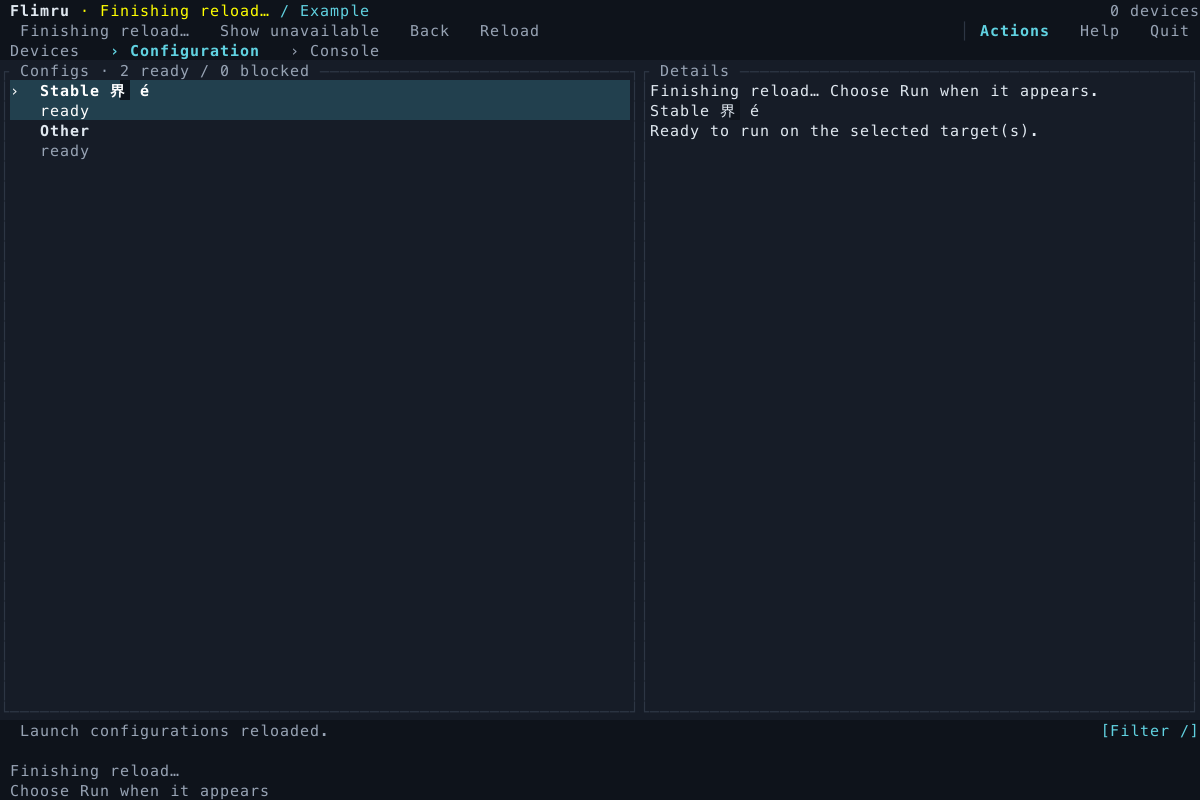 Flimru · Finishing reload… / Example 0 devices
Finishing reload… Show unavailable Back Reload Actions Help Quit
Devices › Configuration › Console
Configs · 2 ready / 0 blocked
› Stable 界 é
ready
Other
ready
Details
Finishing reload… Choose Run when it appears.
Stable 界 é
Ready to run on the selected target(s).
Launch configurations reloaded. [Filter /]
Finishing reload…
Choose Run when it appears